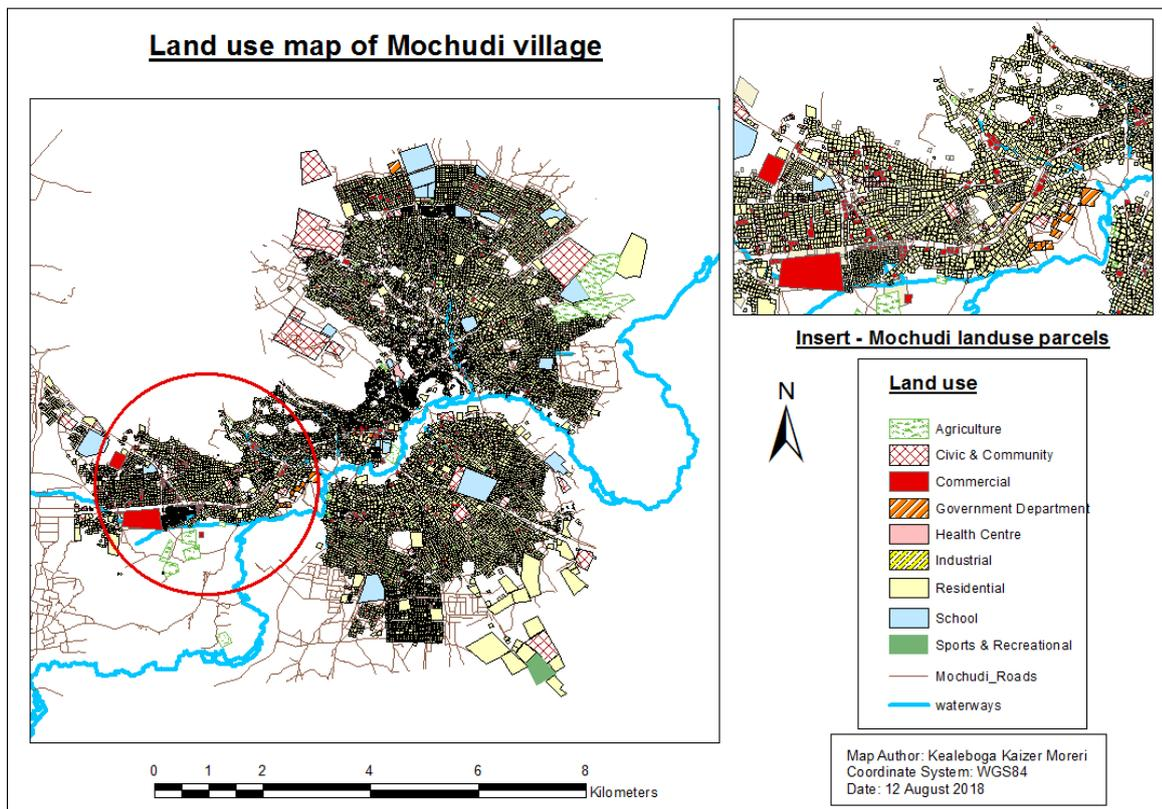 Land use map of Mochudi village
Insert - Mochudi landuse parcels
N
Land use
Agriculture
Civic & Community
Commercial
Government Department
Health Centre
Industrial
Residential
School
Sports & Recreational
Mochudi_Roads
waterways
0 1 2 4 6 8
Kilometers
Map Author: Kealeboga Kaizer Moreri
Coordinate System: WGS84
Date: 12 August 2018